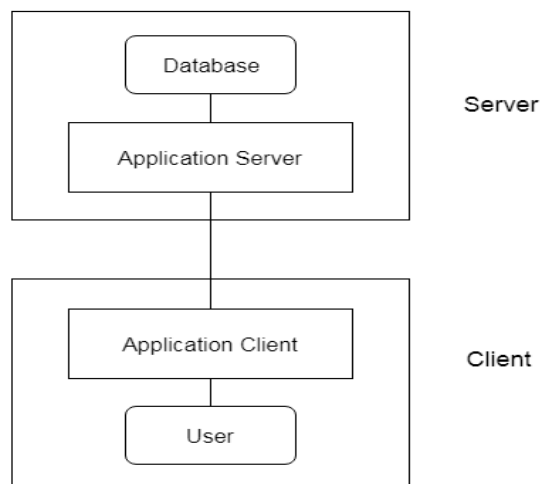 Database
Server
Application Server
Application Client
Client
User